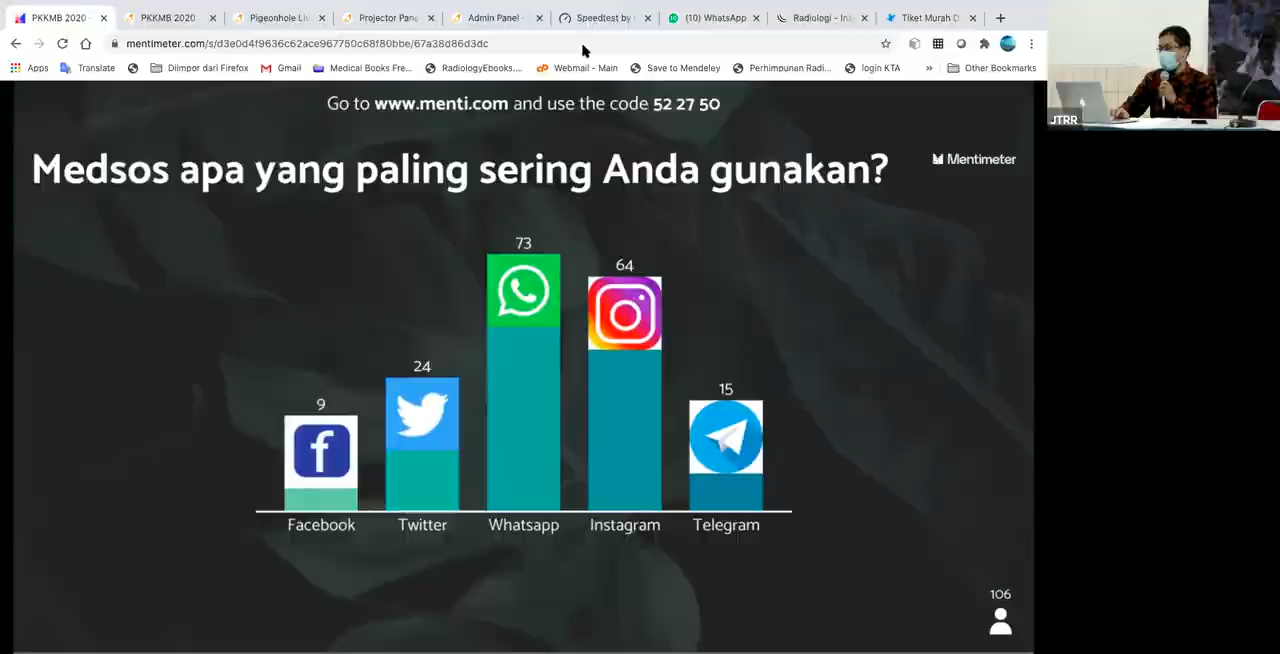 PKKMB 2020 -
PKKMB 2020
Pigeonhole Liv
Projector Pane
Admin Panel -
Speedtest by
(10) WhatsApp
Radiologi - In
Tiket Murah D
mentimeter.com/s/d3e0d4f9636c62ace967750c68f80bbe/67a38d86d3dc
Apps
Translate
Diimpor dari Firefox
Gmail
Medical Books Fre...
RadiologyEbooks....
Webmail - Main
Save to Mendeley
Perhimpunan Radi...
login KTA
»
Other Bookmarks
JTRR
Go to www.menti.com and use the code 52 27 50
Medsos apa yang paling sering Anda gunakan?
Mentimeter
9
24
73
64
15
Facebook
Twitter
Whatsapp
Instagram
Telegram
106